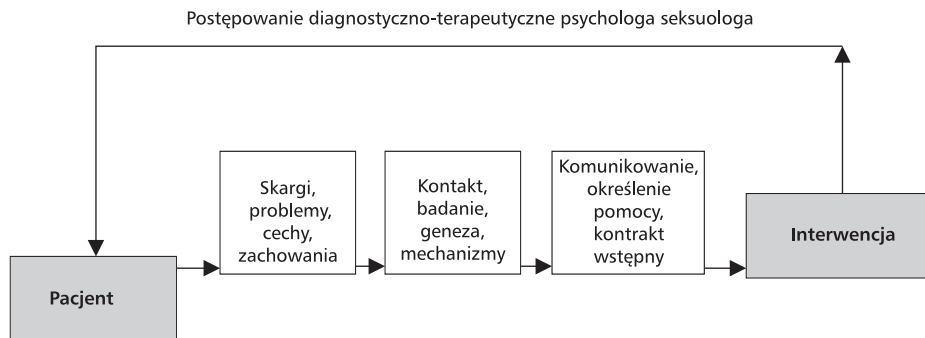 Postępowanie diagnostyczno-terapeutyczne psychologa seksuologa
Skargi,
problemy,
cechy,
zachowania
Kontakt,
badanie,
geneza,
mechanizmy
Komunikowanie,
określenie
pomocy,
kontrakt
wstępny
Interwencja
Pacjent